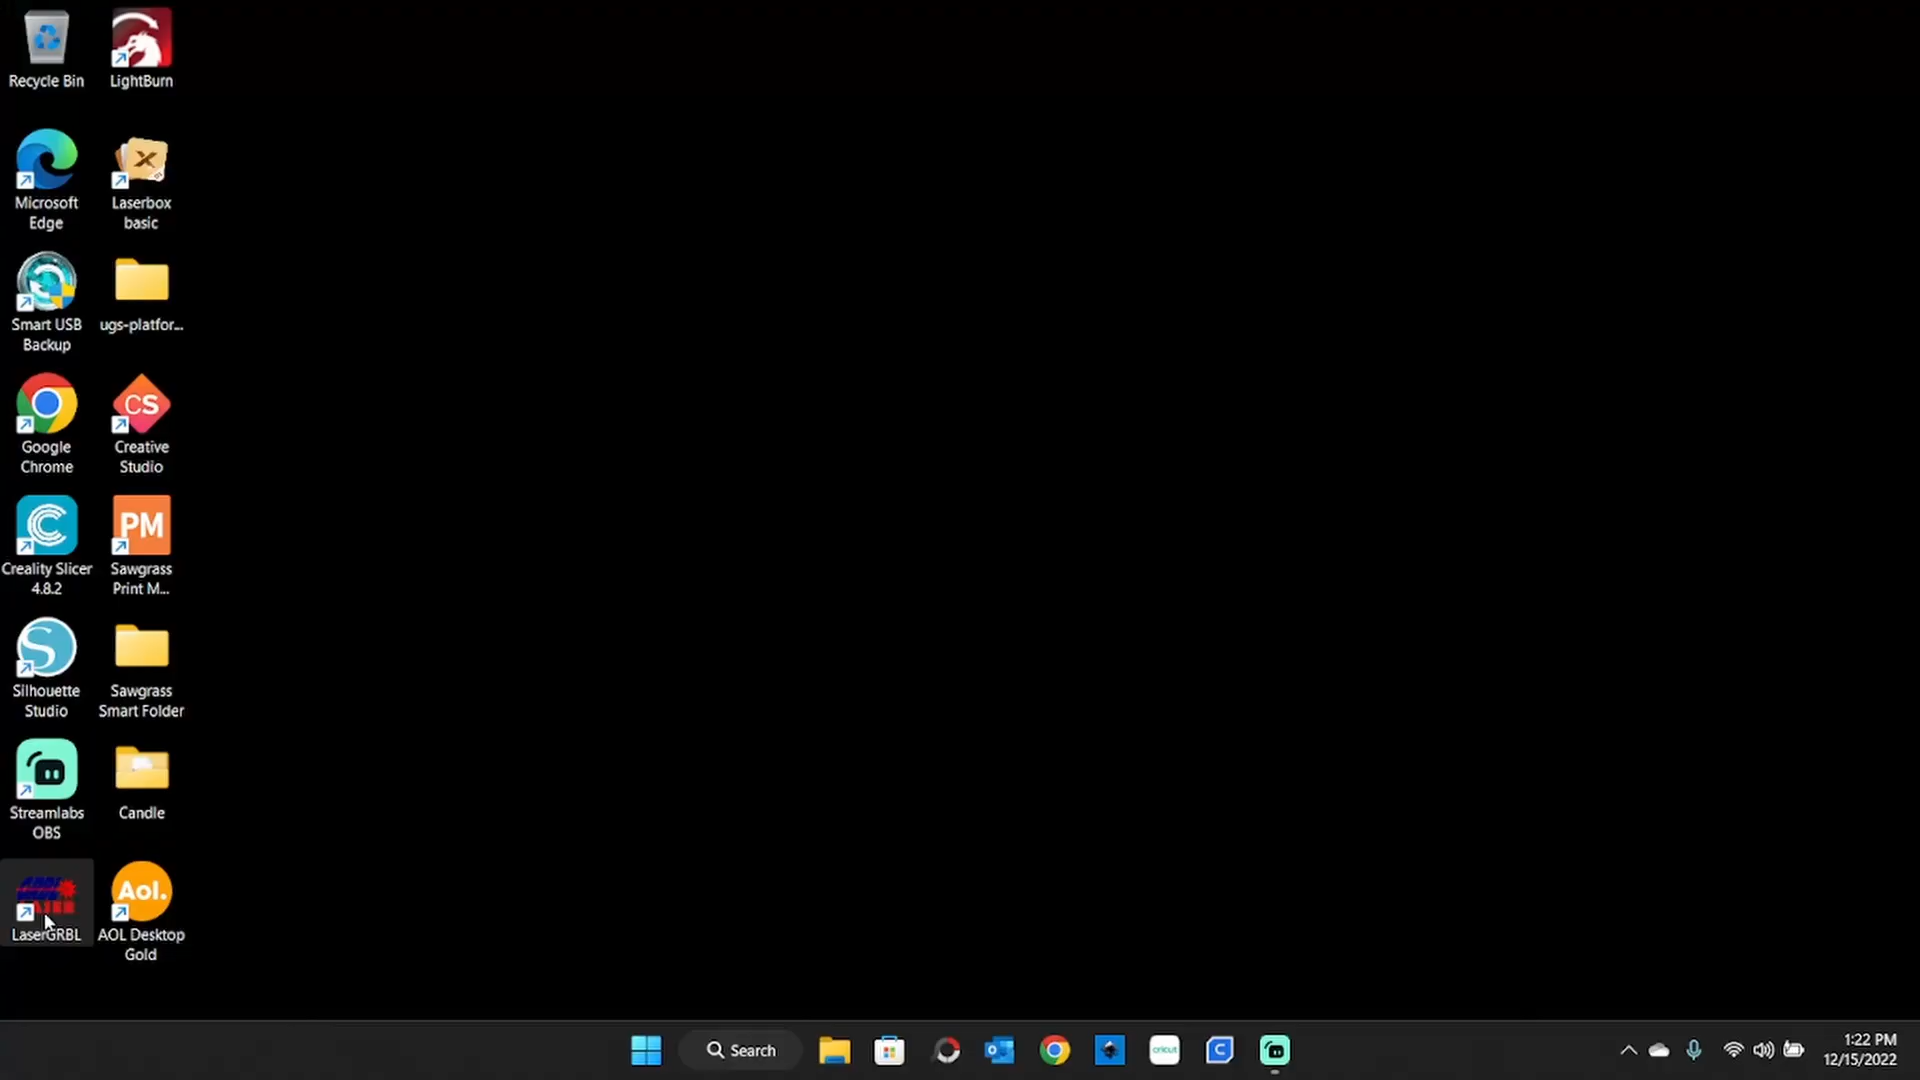 Recycle Bin
LightBurn
Microsoft
Edge
Laserbox
basic
Smart USB
Backup
ugs-platfor...
Google
Chrome
CS
Creative
Studio
Creality Slicer
4.8.2
PM
Sawgrass
Print M...
Silhouette
Studio
Sawgrass
Smart Folder
Streamlabs
OBS
Candle
LaserGRBL
Aol.
AOL Desktop
Gold
Search
cricut
1:22 PM
12/15/2022